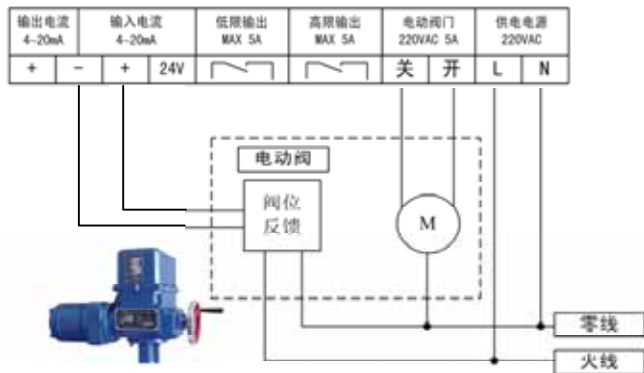 输出电流 输入电流 低限输出 高限输出 电动阀门 供电电源
4~20mA 4~20mA MAX 5A MAX 5A 220VAC 5A 220VAC
+ - + 24V 关 开 L N
电动阀
阀位
反馈
M
零线
火线